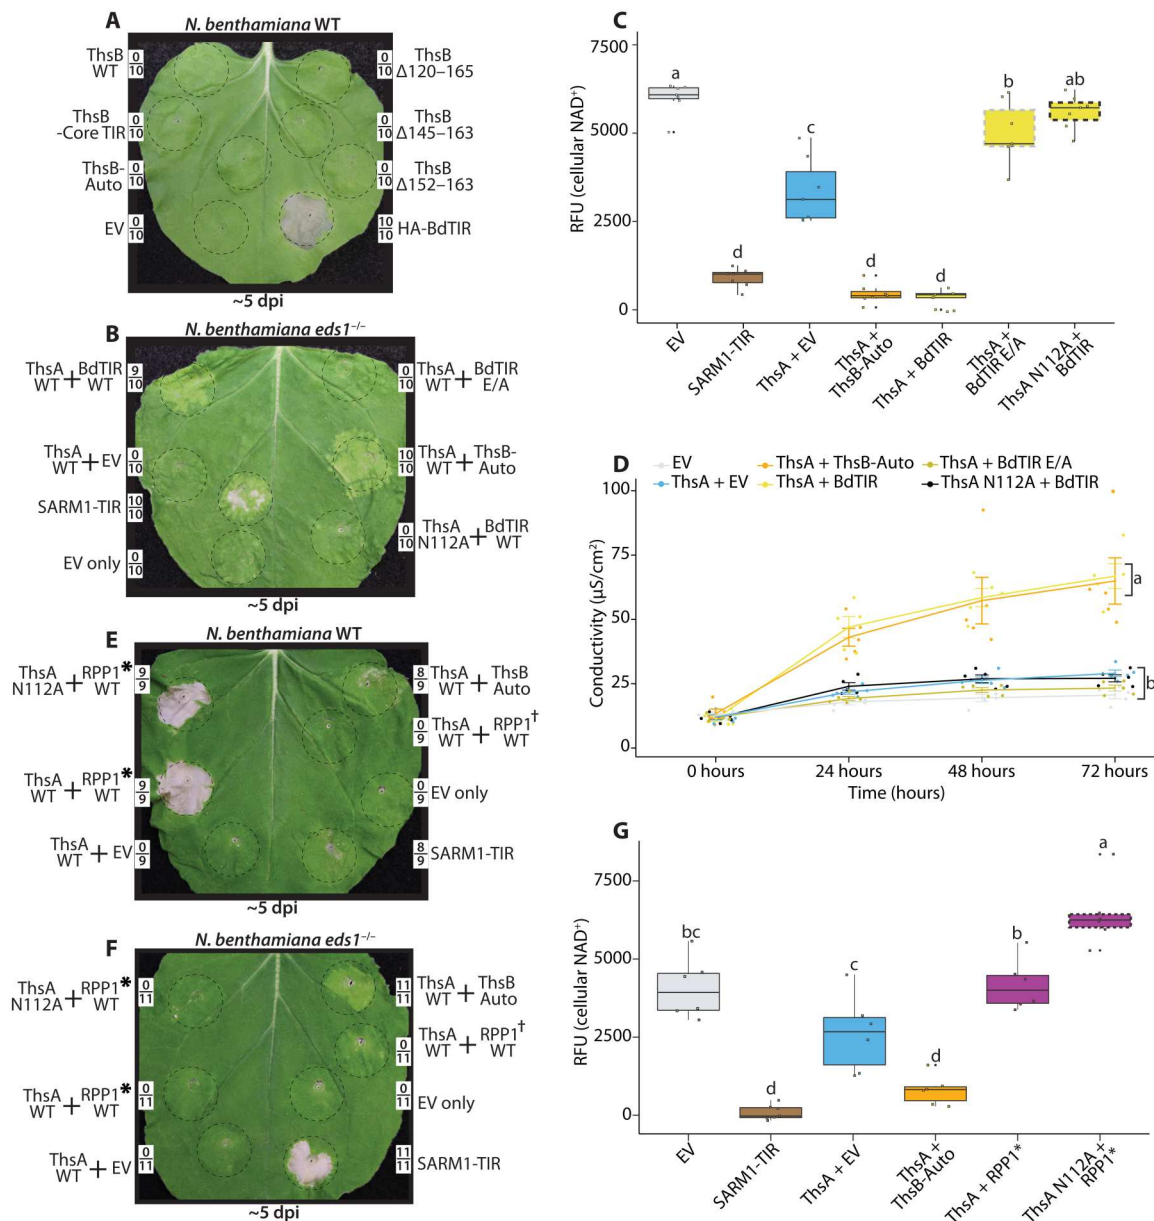 A
N. benthamiana WT
ThsB WT 0/10
ThsB -Core TIR 0/10
ThsB- Auto 0/10
EV 0/10
0/10 ThsB Δ120–165
0/10 ThsB Δ145–163
0/10 ThsB Δ152–163
10/10 HA-BdTIR
~5 dpi
B
N. benthamiana eds1–/–
ThsA WT + BdTIR WT 9/10
ThsA WT + EV 0/10
SARM1-TIR 10/10
EV only 0/10
0/10 ThsA WT + BdTIR E/A
10/10 ThsA WT + ThsB- Auto
0/10 ThsA N112A + BdTIR WT
~5 dpi
E
N. benthamiana WT
ThsA N112A + RPP1* WT 9/9
ThsA WT + RPP1* WT 9/9
ThsA WT + EV 0/9
8/9 ThsA WT + ThsB Auto
0/9 ThsA WT + RPP1† WT
0/9 EV only
8/9 SARM1-TIR
~5 dpi
F
N. benthamiana eds1–/–
ThsA N112A + RPP1* WT 0/11
ThsA WT + RPP1* WT 0/11
ThsA WT + EV 0/11
11/11 ThsA WT + ThsB Auto
0/11 ThsA WT + RPP1† WT
0/11 EV only
11/11 SARM1-TIR
~5 dpi
C
RFU (cellular NAD+)
7500
5000
2500
0
a
d
c
d
d
b
ab
EV
SARM1-TIR
ThsA + EV
ThsA + ThsB-Auto
ThsA + BdTIR
ThsA + BdTIR E/A
ThsA N112A + BdTIR
D
EV
ThsA + EV
ThsA + ThsB-Auto
ThsA + BdTIR
ThsA + BdTIR E/A
ThsA N112A + BdTIR
Conductivity (μS/cm2)
100
75
50
25
0
a
b
0 hours
24 hours
48 hours
72 hours
Time (hours)
G
RFU (cellular NAD+)
7500
5000
2500
0
bc
d
c
d
b
a
EV
SARM1-TIR
ThsA + EV
ThsA + ThsB-Auto
ThsA + RPP1*
ThsA N112A + RPP1*